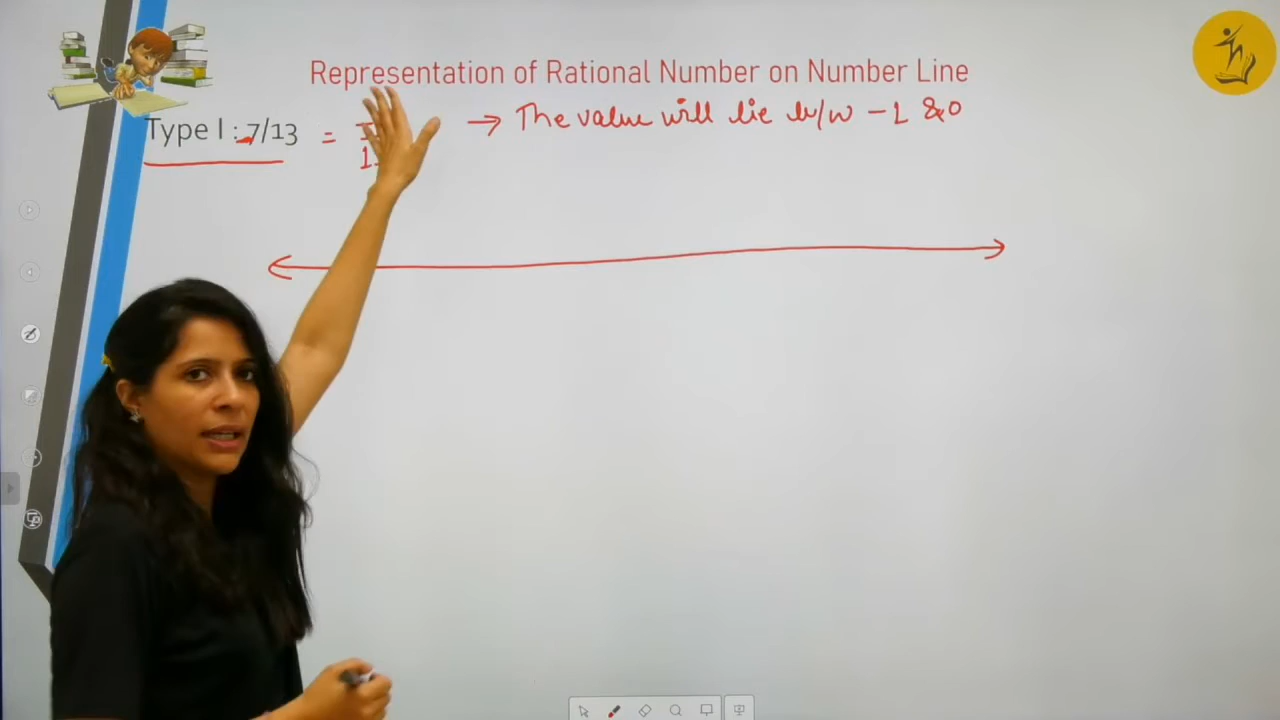 Representation of Rational Number on Number Line
Type I : -7/13 = → The value will lie b/w -1 & 0